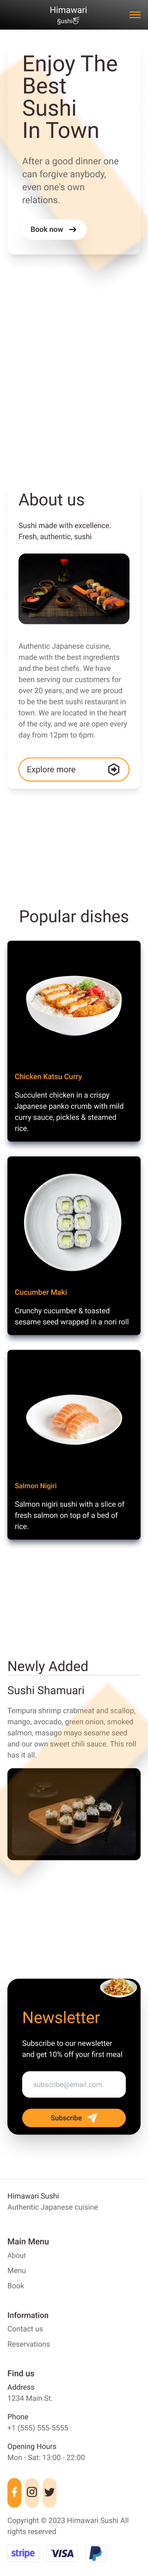 Himawari
Sushi
Enjoy The
Best
Sushi
In Town
After a good dinner one
can forgive anybody,
even one's own
relations.
Book now
About us
Sushi made with excellence.
Fresh, authentic, sushi
Authentic Japanese cuisine,
made with the best ingredients
and the best chefs. We have
been serving our customers for
over 20 years, and we are proud
to be the best sushi restaurant in
town. We are located in the heart
of the city, and we are open every
day from 12pm to 6pm.
Explore more
Popular dishes
Chicken Katsu Curry
Succulent chicken in a crispy
Japanese panko crumb with mild
curry sauce, pickles & steamed
rice.
Cucumber Maki
Crunchy cucumber & toasted
sesame seed wrapped in a nori roll
Salmon Nigiri
Salmon nigiri sushi with a slice of
fresh salmon on top of a bed of
rice.
Newly Added
Sushi Shamuari
Tempura shrimp crabmeat and scallop,
mango, avocado, green onion, smoked
salmon, masago mayo sesame seed
and our own sweet chili sauce. This roll
has it all.
Newsletter
Subscribe to our newsletter
and get 10% off your first meal
subscribe@email.com
Subscribe
Himawari Sushi
Authentic Japanese cuisine
Main Menu
About
Menu
Book
Information
Contact us
Reservations
Find us
Address
1234 Main St.
Phone
+1 (555) 555-5555
Opening Hours
Mon - Sat: 13:00 - 22:00
Copyright © 2023 Himawari Sushi All
rights reserved
stripe
VISA